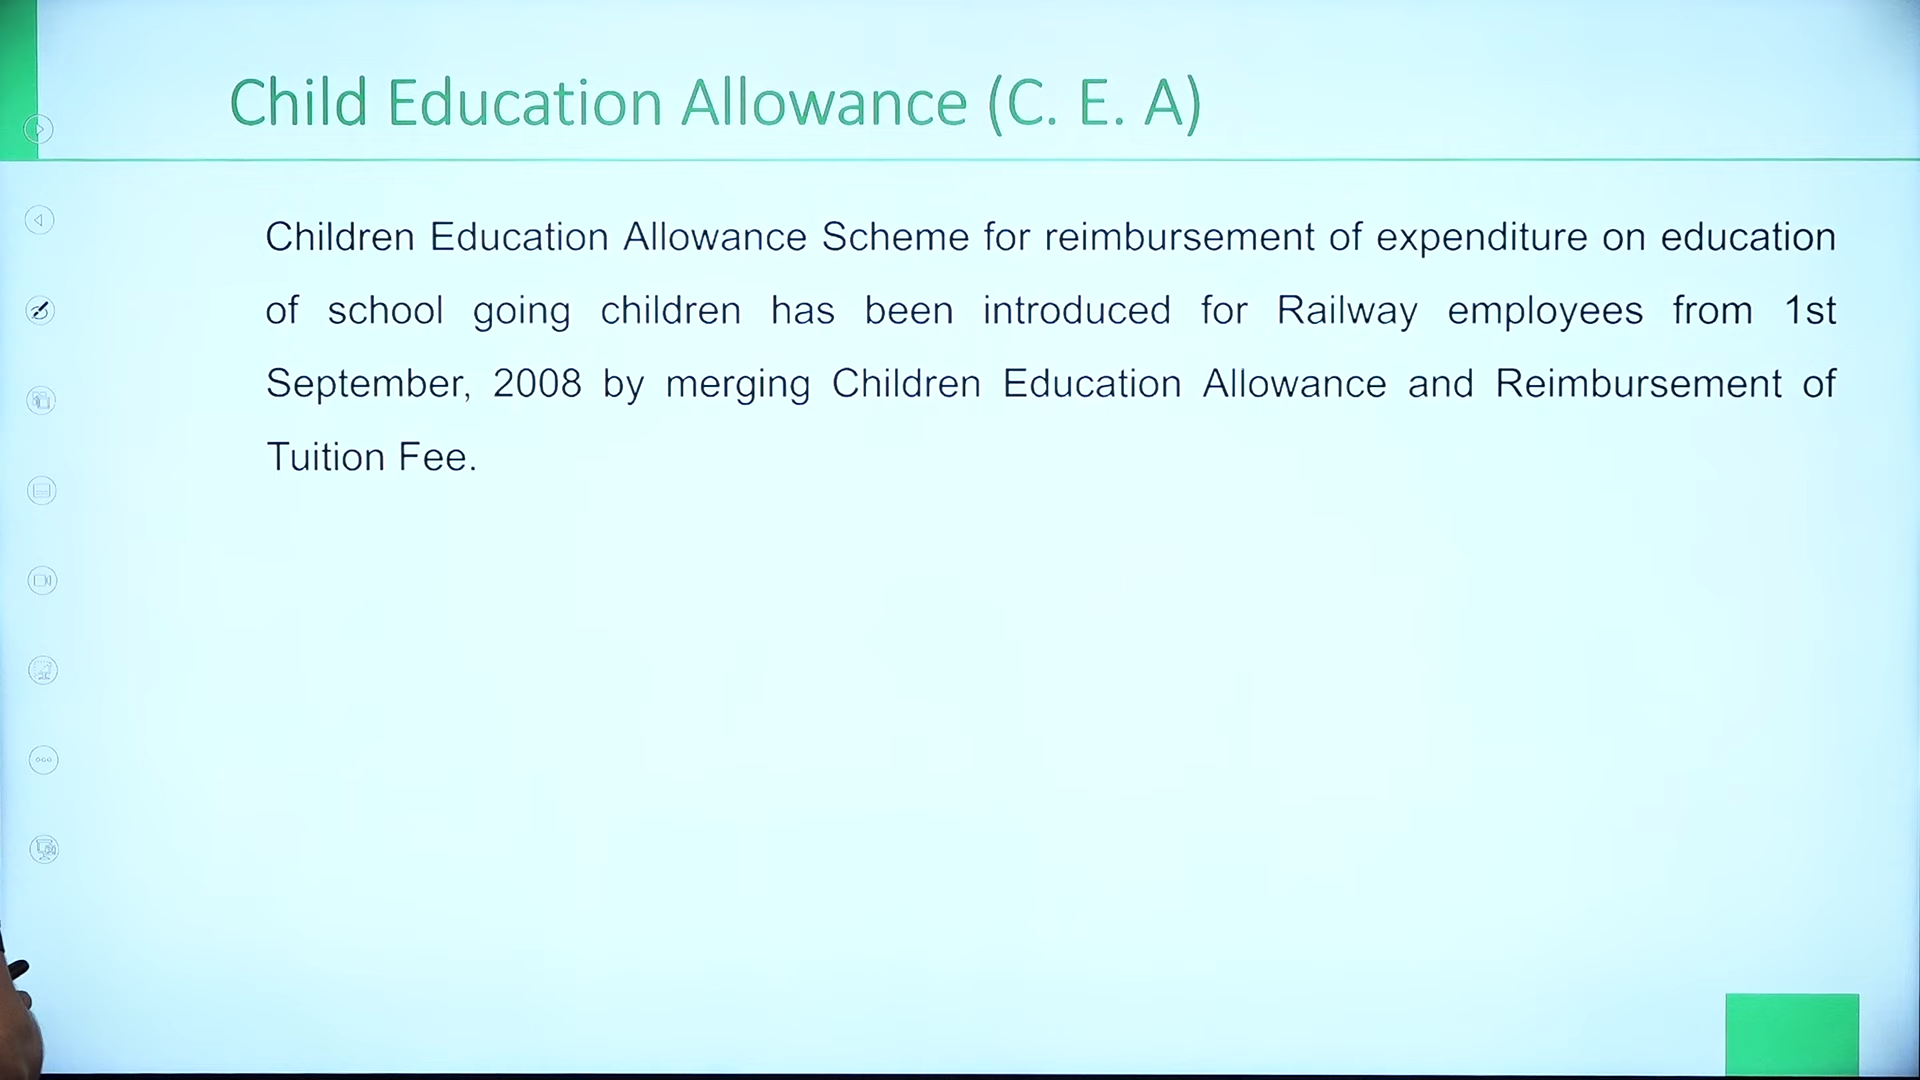 Child Education Allowance (C. E. A)
Children Education Allowance Scheme for reimbursement of expenditure on education
of school going children has been introduced for Railway employees from 1st
September, 2008 by merging Children Education Allowance and Reimbursement of
Tuition Fee.